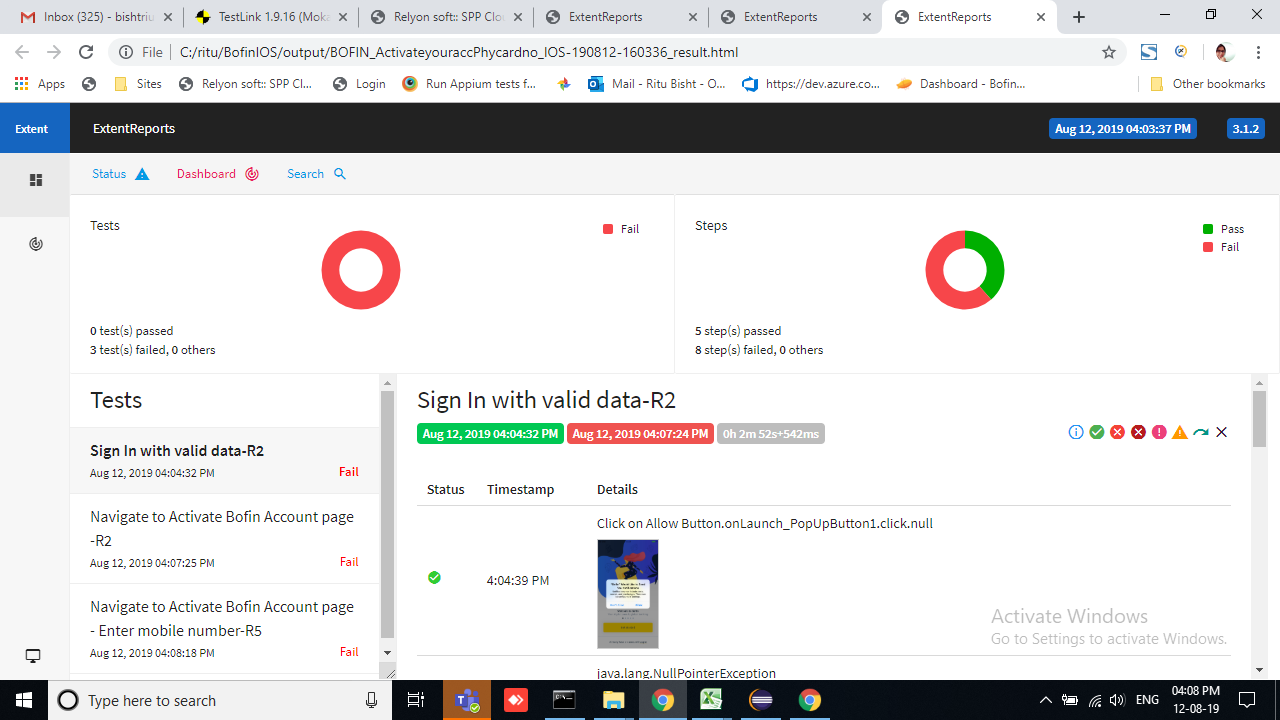 Inbox (325) - bishtriu
TestLink 1.9.16 (Moka
Relyon soft:: SPP Clou
ExtentReports
ExtentReports
ExtentReports
File
C:/ritu/BofinIOS/output/BOFIN_ActivateyouraccPhycardno_IOS-190812-160336_result.html
Apps
Sites
Relyon soft:: SPP Cl...
Login
Run Appium tests f...
Mail - Ritu Bisht - O...
https://dev.azure.co...
Dashboard - Bofin...
Other bookmarks
Extent
ExtentReports
Aug 12, 2019 04:03:37 PM
3.1.2
Status
Dashboard
Search
Tests
Fail
0 test(s) passed
3 test(s) failed, 0 others
Steps
Pass
Fail
5 step(s) passed
8 step(s) failed, 0 others
Tests
Sign In with valid data-R2
Aug 12, 2019 04:04:32 PM
Fail
Navigate to Activate Bofin Account page
-R2
Aug 12, 2019 04:07:25 PM
Fail
Navigate to Activate Bofin Account page
- Enter mobile number-R5
Aug 12, 2019 04:08:18 PM
Fail
Sign In with valid data-R2
Aug 12, 2019 04:04:32 PM
Aug 12, 2019 04:07:24 PM
0h 2m 52s+542ms
Status
Timestamp
Details
Click on Allow Button.onLaunch_PopUpButton1.click.null
4:04:39 PM
java.lang.NullPointerException
Activate Windows
Go to Settings to activate Windows.
Type here to search
ENG
04:08 PM
12-08-19